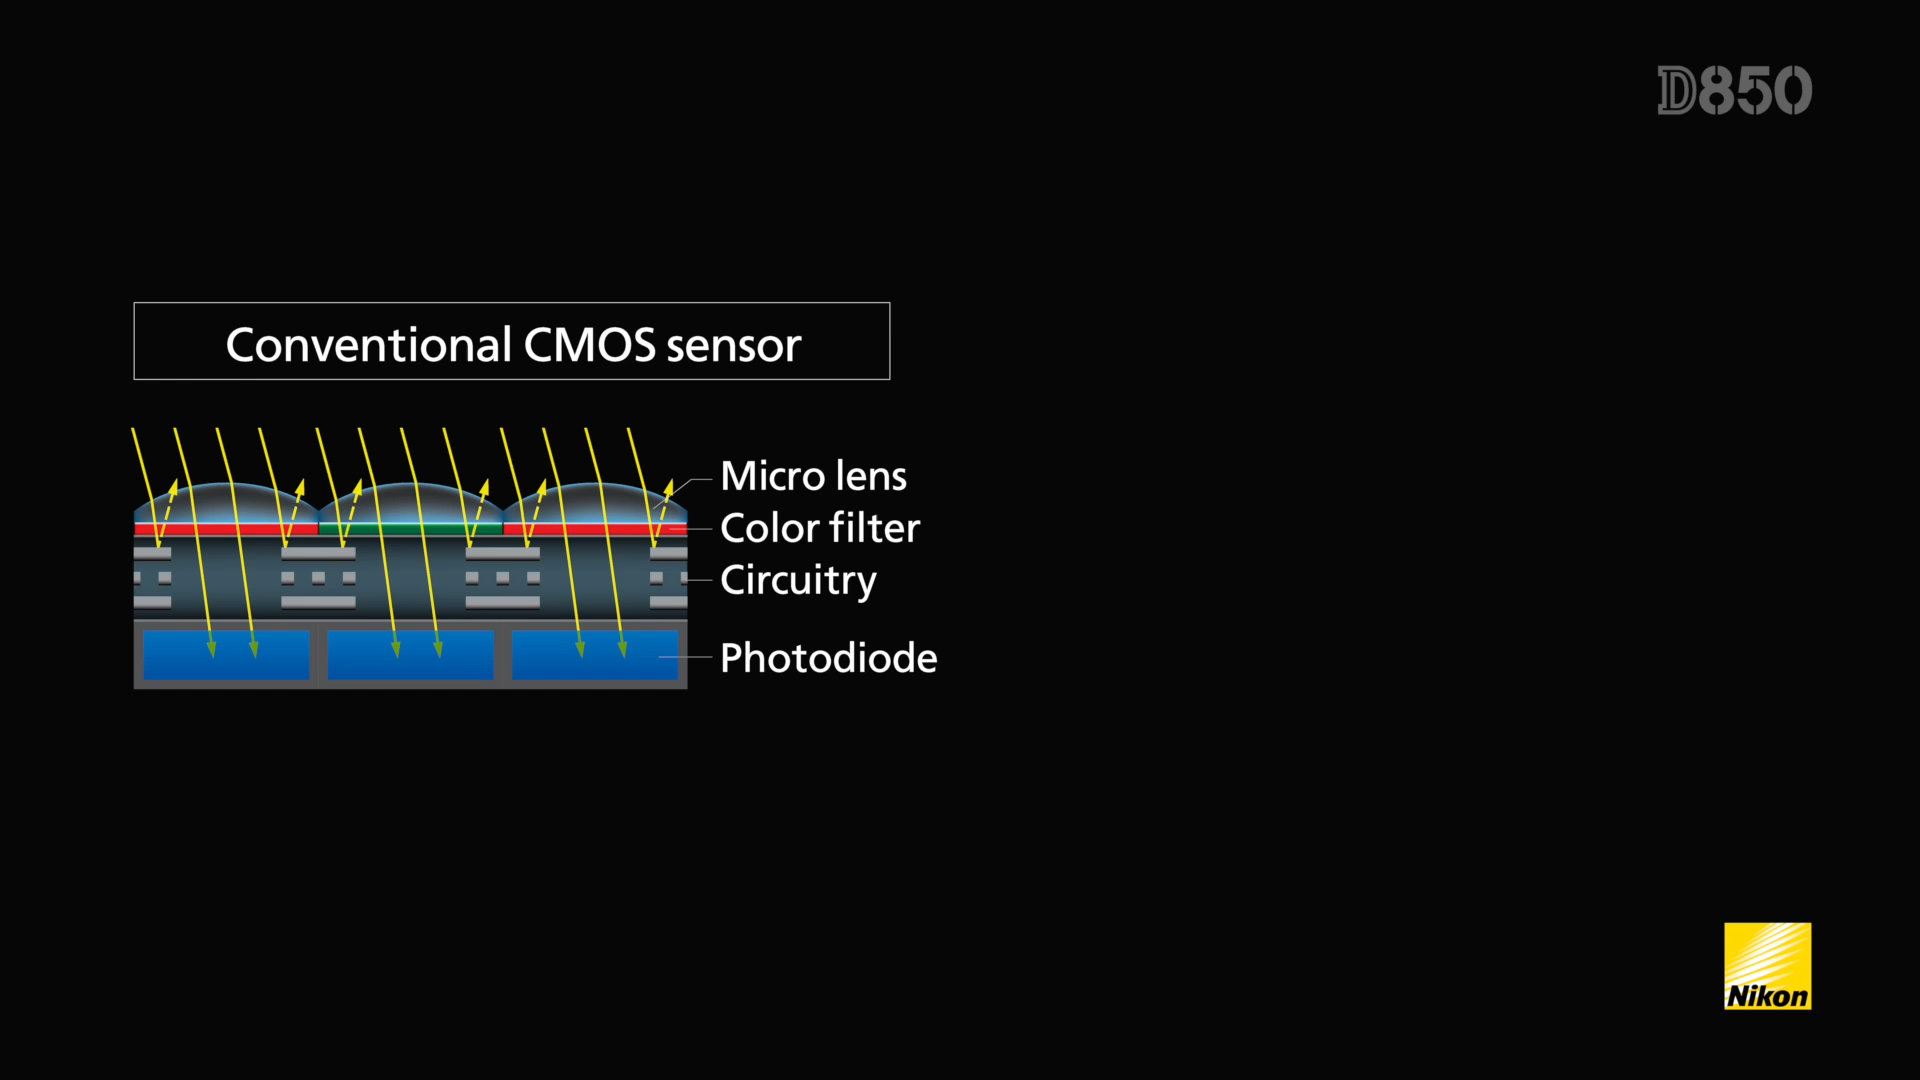 D850
Conventional CMOS sensor
Micro lens
Color filter
Circuitry
Photodiode
Nikon